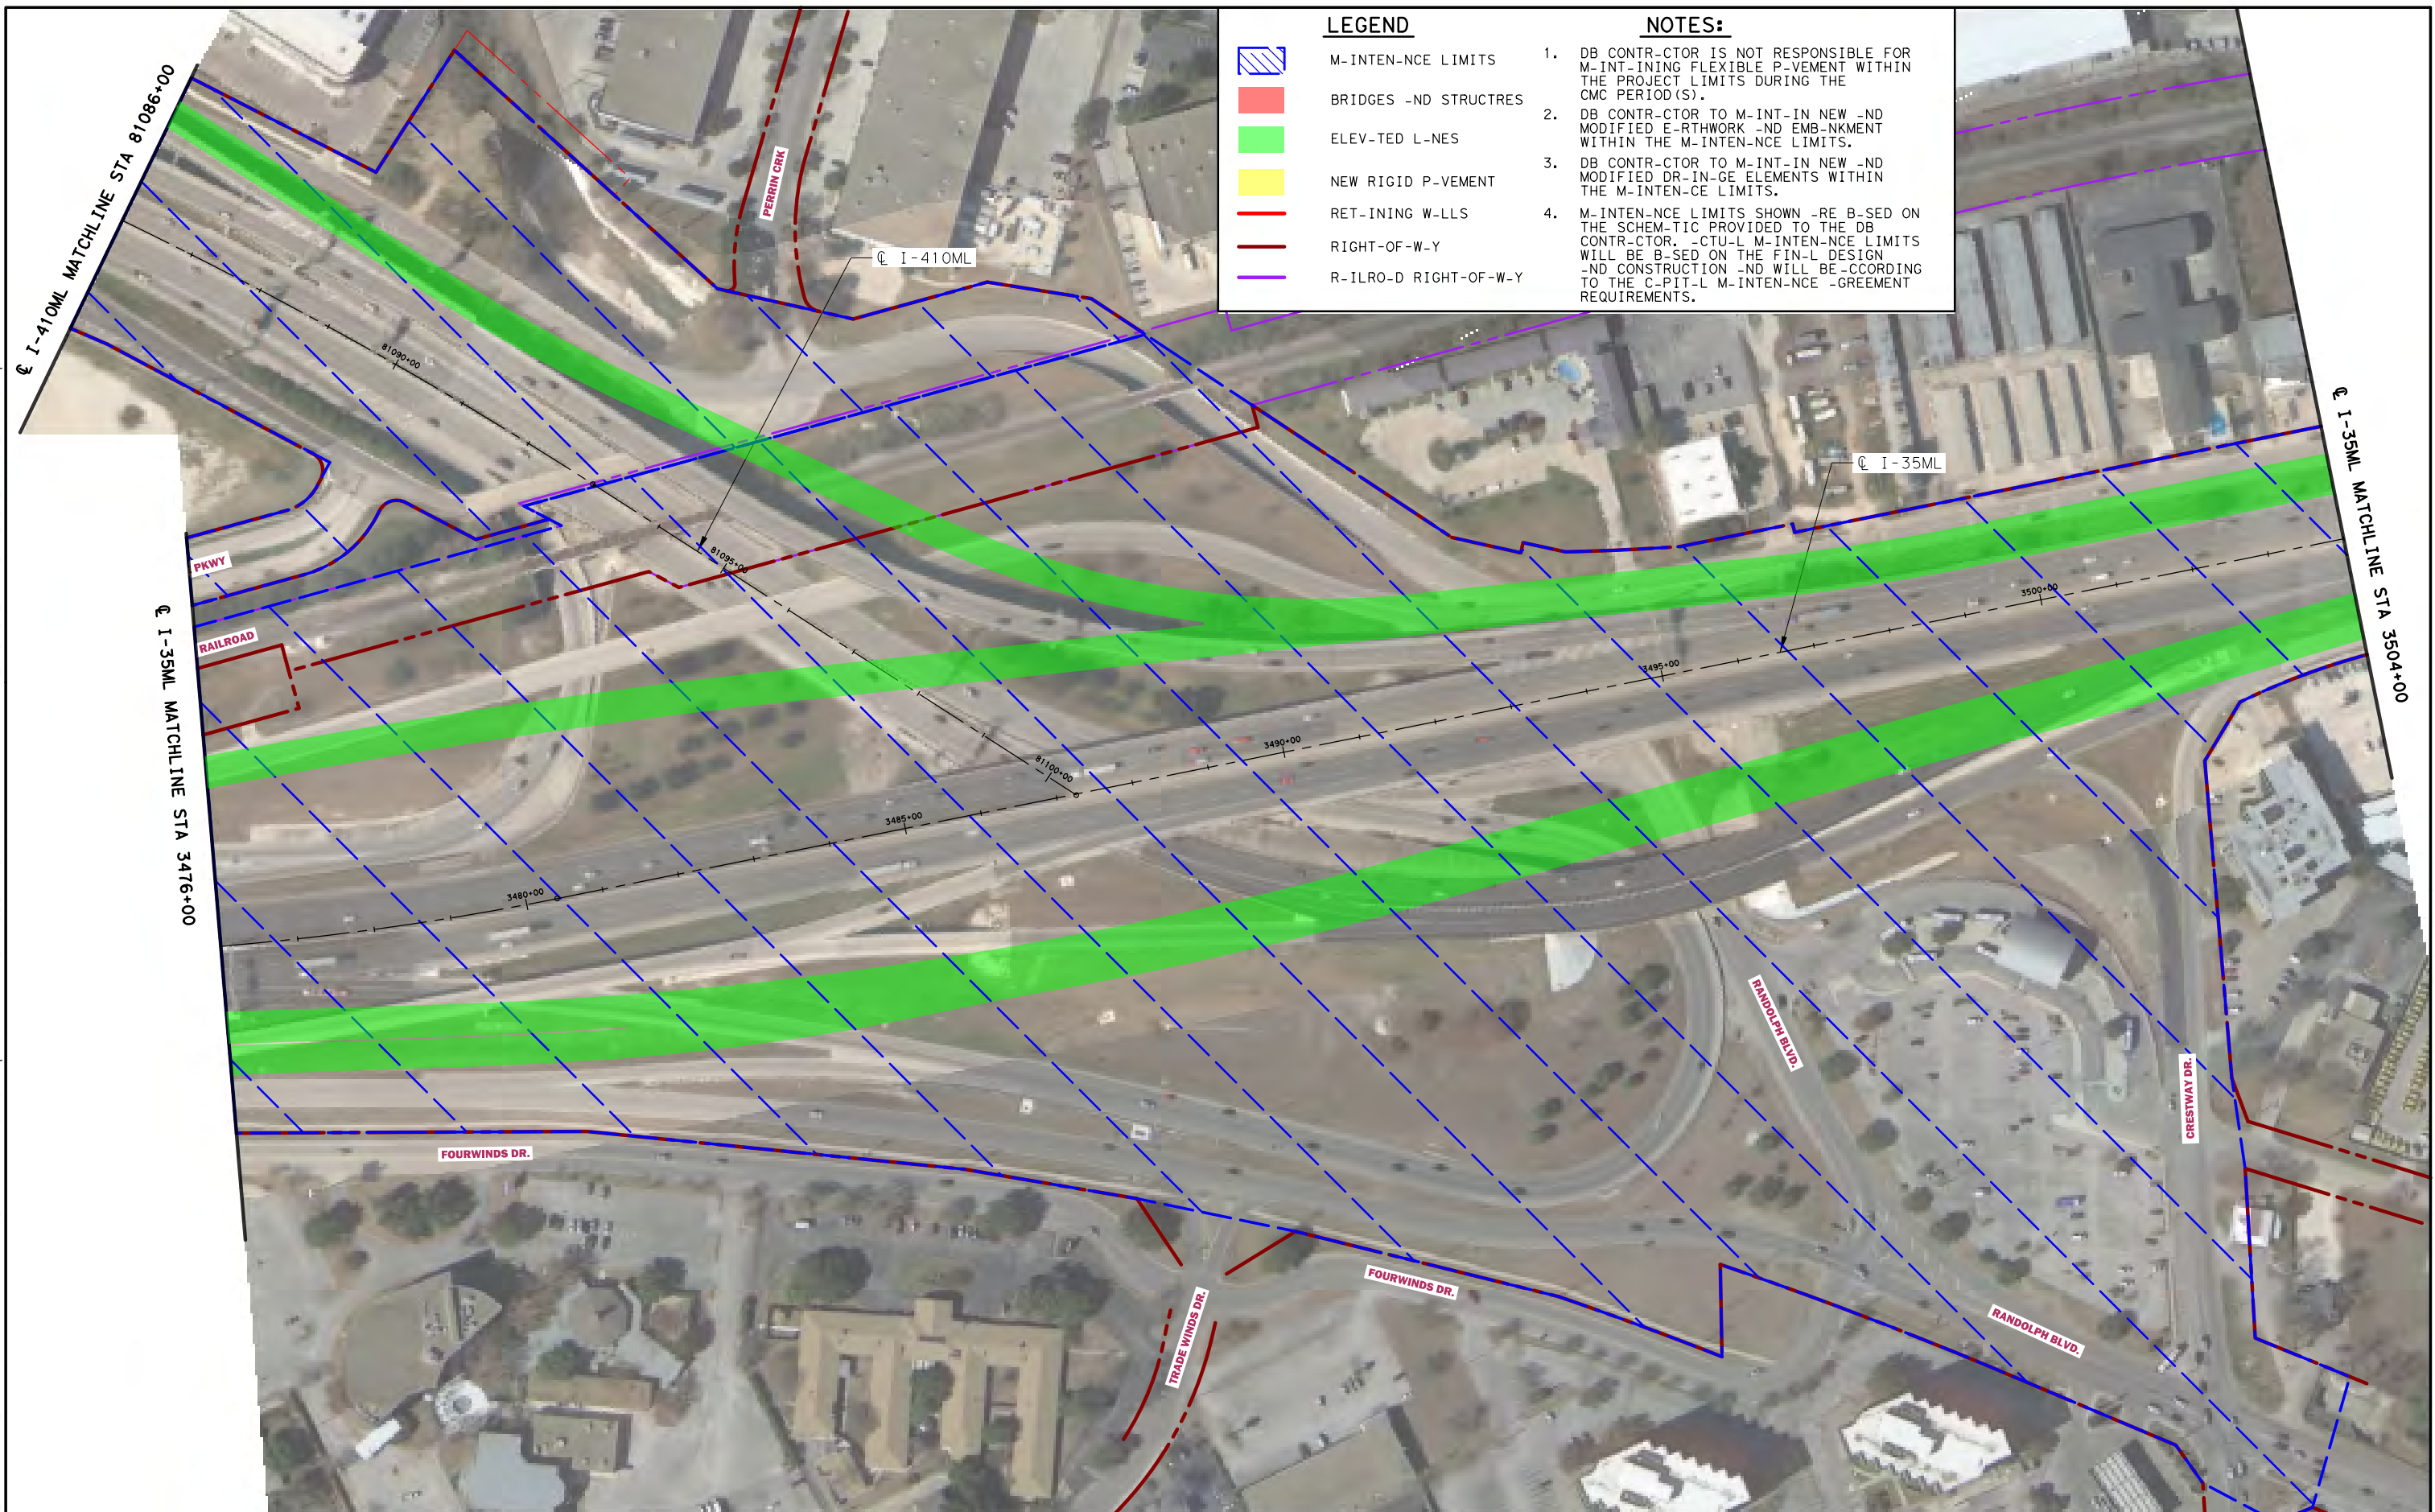 LEGEND
M-INTEN-NCE LIMITS
BRIDGES -ND STRUCTRES
ELEV-TED L-NES
NEW RIGID P-VEMENT
RET-INING W-LLS
RIGHT-OF-W-Y
R-ILRO-D RIGHT-OF-W-Y
NOTES:
1. DB CONTR-CTOR IS NOT RESPONSIBLE FOR
M-INT-INING FLEXIBLE P-VEMENT WITHIN
THE PROJECT LIMITS DURING THE
CMC PERIOD(S).
2. DB CONTR-CTOR TO M-INT-IN NEW -ND
MODIFIED E-RTHWORK -ND EMB-NKMENT
WITHIN THE M-INTEN-NCE LIMITS.
3. DB CONTR-CTOR TO M-INT-IN NEW -ND
MODIFIED DR-IN-GE ELEMENTS WITHIN
THE M-INTEN-CE LIMITS.
4. M-INTEN-NCE LIMITS SHOWN -RE B-SED ON
THE SCHEM-TIC PROVIDED TO THE DB
CONTR-CTOR. -CTU-L M-INTEN-NCE LIMITS
WILL BE B-SED ON THE FIN-L DESIGN
-ND CONSTRUCTION -ND WILL BE-CCORDING
TO THE C-PIT-L M-INTEN-NCE -GREEMENT
REQUIREMENTS.
℄ I-410ML MATCHLINE STA 81086+00
PERRIN CRK
℄ I-410ML
81090+00
℄ I-35ML
℄ I-35ML MATCHLINE STA 3504+00
PKWY
81095+00
3500+00
RAILROAD
℄ I-35ML MATCHLINE STA 3476+00
3495+00
3490+00
81100+00
3485+00
3480+00
RANDOLPH BLVD.
CRESTWAY DR.
FOURWINDS DR.
FOURWINDS DR.
TRADE WINDS DR.
RANDOLPH BLVD.